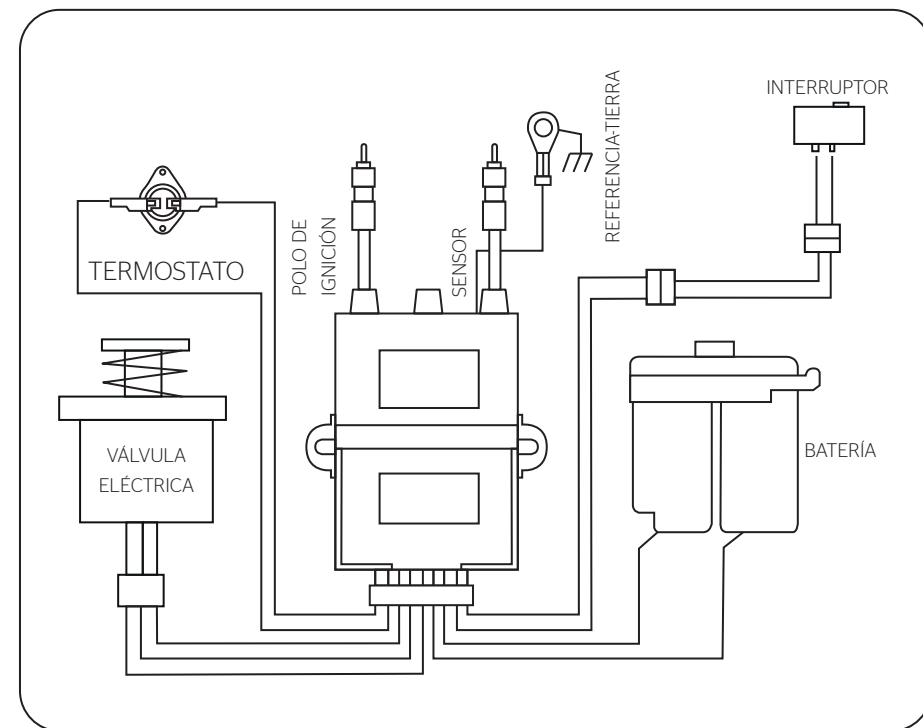 INTERRUPTOR
REFERENCIA-TIERRA
POLO DE
IGNICIÓN
SENSOR
TERMOSTATO
VÁLVULA
ELÉCTRICA
BATERÍA